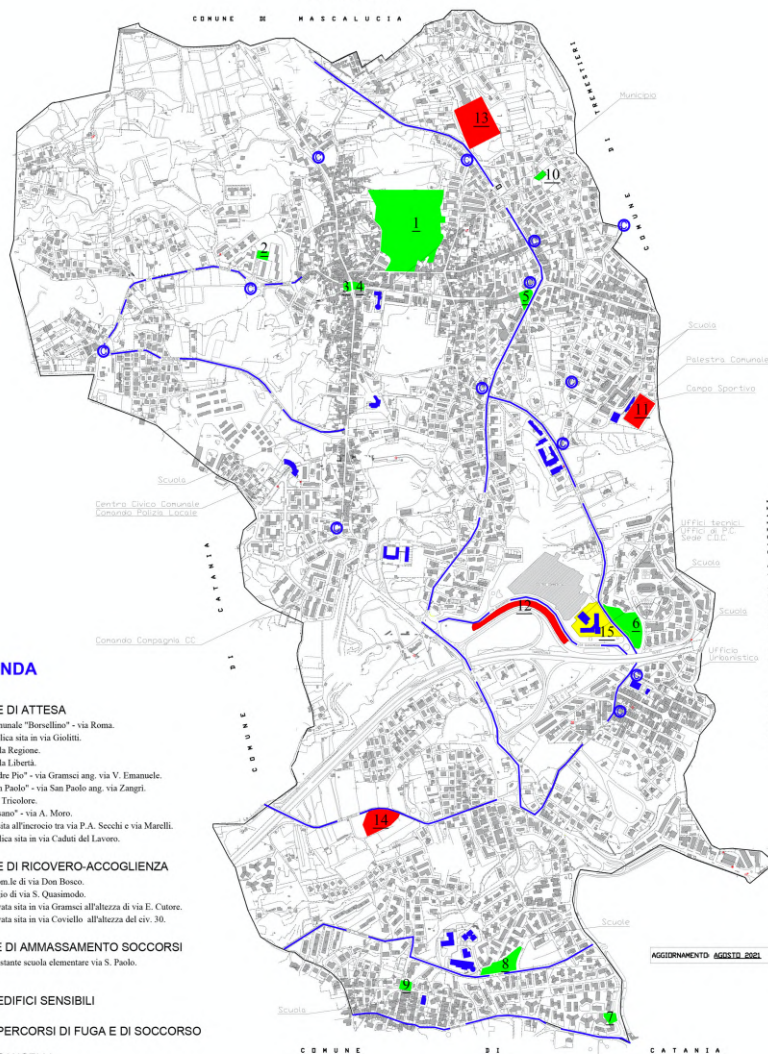 COMUNE DI MASCALUCIA
COMUNE DI TREMESTIERI
Municipio
13
10
1
2
3 4
5
Scuola
Palestra Comunale
Campo Sportivo
11
Scuola
Centro Civico Comunale
Comando Polizia Locale
Uffici tecnici
Uffici di P.C.
Sede C.O.C.
Scuola
12
6
15
Scuola
Ufficio
Urbanistica
Comando Compagnia CC
COMUNE DI CATANIA
NDA
E DI ATTESA
munale "Borsellino" - via Roma.
lica sita in via Giolitti.
la Regione.
la Libertà.
dre Pio" - via Gramsci ang. via V. Emanuele.
n Paolo" - via San Paolo ang. via Zangrì.
Tricolore.
sano" - via A. Moro.
sita all'incrocio tra via P.A. Secchi e via Marelli.
lica sita in via Caduti del Lavoro.
E DI RICOVERO-ACCOGLIENZA
om.le di via Don Bosco.
io di via S. Quasimodo.
vata sita in via Gramsci all'altezza di via E. Cutore.
vata sita in via Coviello all'altezza del civ. 30.
E DI AMMASSAMENTO SOCCORSI
stante scuola elementare via S. Paolo.
EDIFICI SENSIBILI
PERCORSI DI FUGA E DI SOCCORSO
14
Scuole
8
9
7
Scuola
AGGIORNAMENTO: AGOSTO 2021
COMUNE DI CATANIA